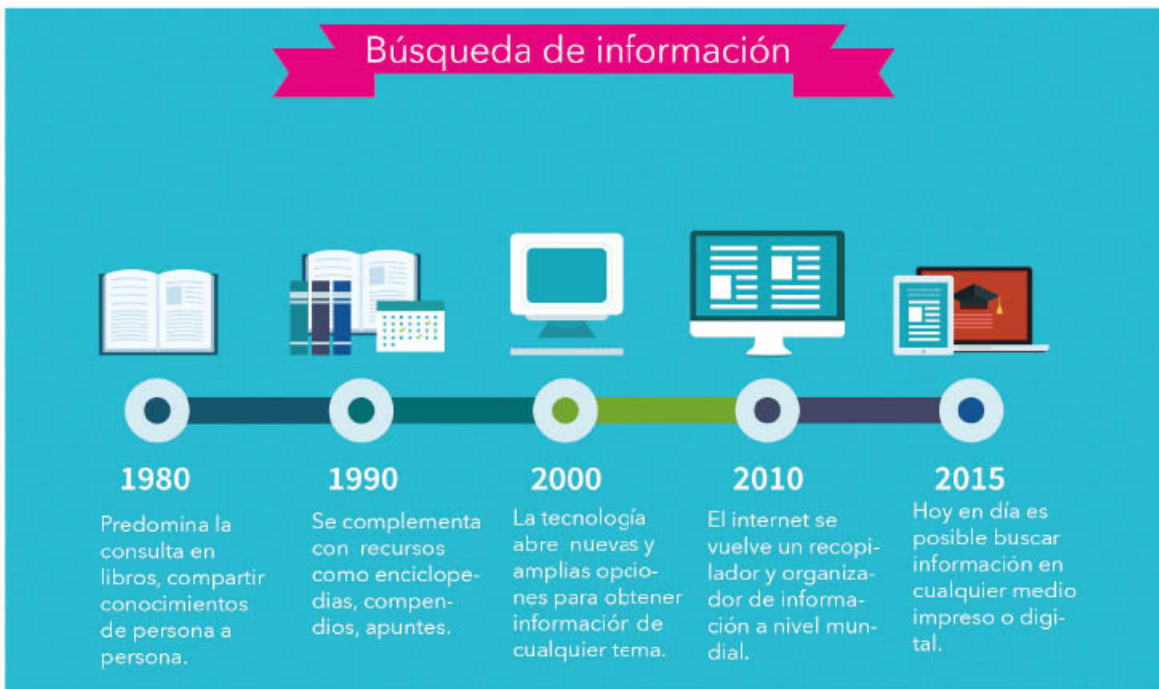 Búsqueda de información
1980
Predomina la
consulta en
libros, compartir
conocimientos
de persona a
persona.
1990
Se complementa
con recursos
como enciclope-
dias, compen-
dios, apuntes.
2000
La tecnología
abre nuevas y
amplias opcio-
nes para obtener
información de
cualquier tema.
2010
El internet se
vuelve un recopi-
lador y organiza-
dor de informa-
ción a nivel mun-
dial.
2015
Hoy en día es
posible buscar
información en
cualquier medio
impreso o digi-
tal.